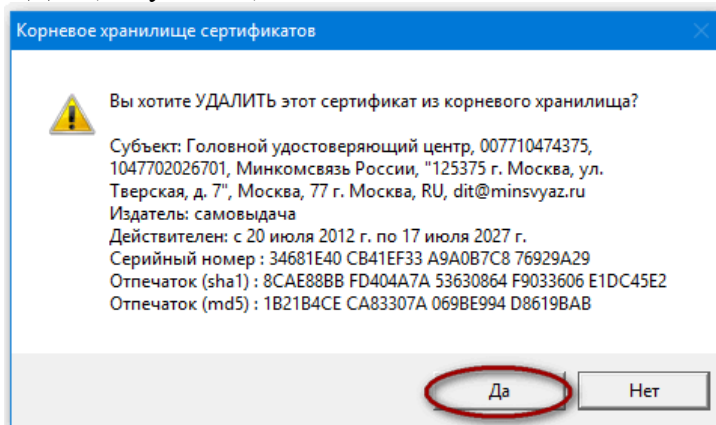 Корневое хранилище сертификатов
Вы хотите УДАЛИТЬ этот сертификат из корневого хранилища?
Субъект: Головной удостоверяющий центр, 007710474375,
1047702026701, Минкомсвязь России, "125375 г. Москва, ул.
Тверская, д. 7", Москва, 77 г. Москва, RU, dit@minsvyaz.ru
Издатель: самовыдача
Действителен: с 20 июля 2012 г. по 17 июля 2027 г.
Серийный номер : 34681E40 CB41EF33 A9A0B7C8 76929A29
Отпечаток (sha1) : 8CAE88BB FD404A7A 53630864 F9033606 E1DC45E2
Отпечаток (md5) : 1B21B4CE CA83307A 069BE994 D8619BAB
Да
Нет